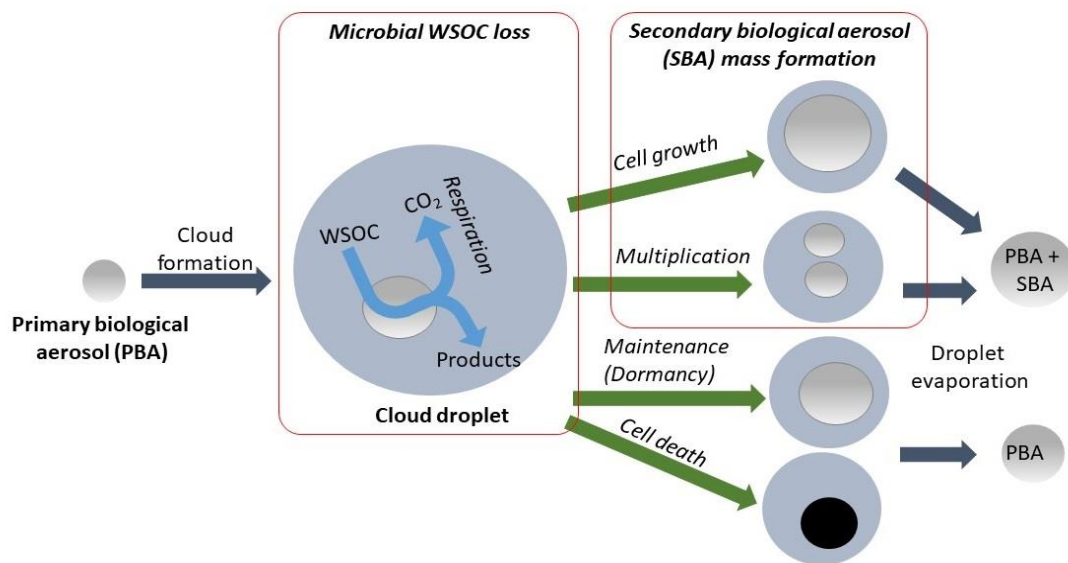 Microbial WSOC loss
Secondary biological aerosol
(SBA) mass formation
Cell growth
CO₂
Respiration
WSOC
Cloud
formation
Multiplication
PBA +
SBA
Primary biological
aerosol (PBA)
Products
Maintenance
(Dormancy)
Droplet
evaporation
Cloud droplet
Cell death
PBA